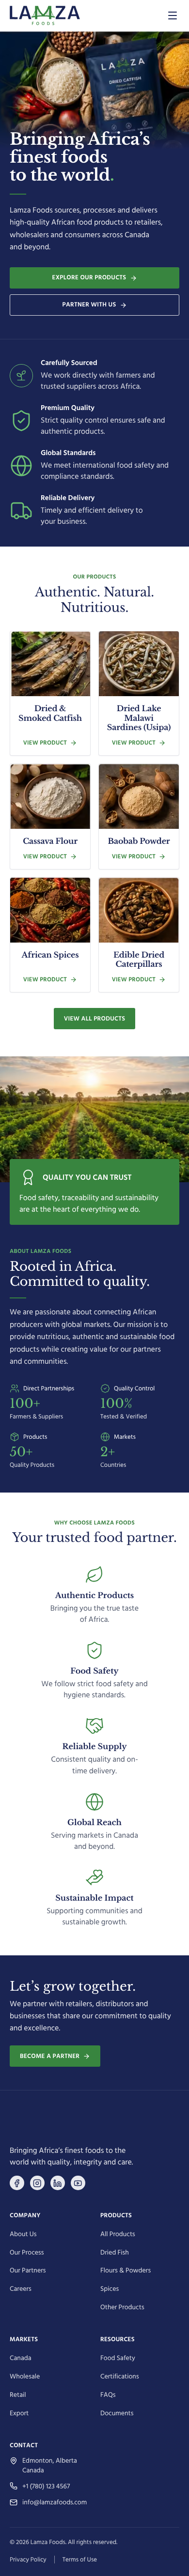 LAMZA
FOODS
LAMZA
FOODS
DRIED CATFISH
Bringing Africa's
finest foods
to the world.
Lamza Foods sources, processes and delivers
high-quality African food products to retailers,
wholesalers and consumers across Canada
and beyond.
EXPLORE OUR PRODUCTS →
PARTNER WITH US →
Carefully Sourced
We work directly with farmers and
trusted suppliers across Africa.
Premium Quality
Strict quality control ensures safe and
authentic products.
Global Standards
We meet international food safety and
compliance standards.
Reliable Delivery
Timely and efficient delivery to
your business.
OUR PRODUCTS
Authentic. Natural.
Nutritious.
Dried &
Smoked Catfish
VIEW PRODUCT →
Dried Lake
Malawi
Sardines (Usipa)
VIEW PRODUCT →
Cassava Flour
VIEW PRODUCT →
Baobab Powder
VIEW PRODUCT →
African Spices
VIEW PRODUCT →
Edible Dried
Caterpillars
VIEW PRODUCT →
VIEW ALL PRODUCTS
QUALITY YOU CAN TRUST
Food safety, traceability and sustainability
are at the heart of everything we do.
ABOUT LAMZA FOODS
Rooted in Africa.
Committed to quality.
We are passionate about connecting African
producers with global markets. Our mission is to
provide nutritious, authentic and sustainable food
products while creating value for our partners
and communities.
Direct Partnerships
100+
Farmers & Suppliers
Quality Control
100%
Tested & Verified
Products
50+
Quality Products
Markets
2+
Countries
WHY CHOOSE LAMZA FOODS
Your trusted food partner.
Authentic Products
Bringing you the true taste
of Africa.
Food Safety
We follow strict food safety and
hygiene standards.
Reliable Supply
Consistent quality and on-
time delivery.
Global Reach
Serving markets in Canada
and beyond.
Sustainable Impact
Supporting communities and
sustainable growth.
Let's grow together.
We partner with retailers, distributors and
businesses that share our commitment to quality
and excellence.
BECOME A PARTNER →
Bringing Africa's finest foods to the
world with quality, integrity and care.
COMPANY
About Us
Our Process
Our Partners
Careers
PRODUCTS
All Products
Dried Fish
Flours & Powders
Spices
Other Products
MARKETS
Canada
Wholesale
Retail
Export
RESOURCES
Food Safety
Certifications
FAQs
Documents
CONTACT
Edmonton, Alberta
Canada
+1 (780) 123 4567
info@lamzafoods.com
© 2026 Lamza Foods. All rights reserved.
Privacy Policy | Terms of Use